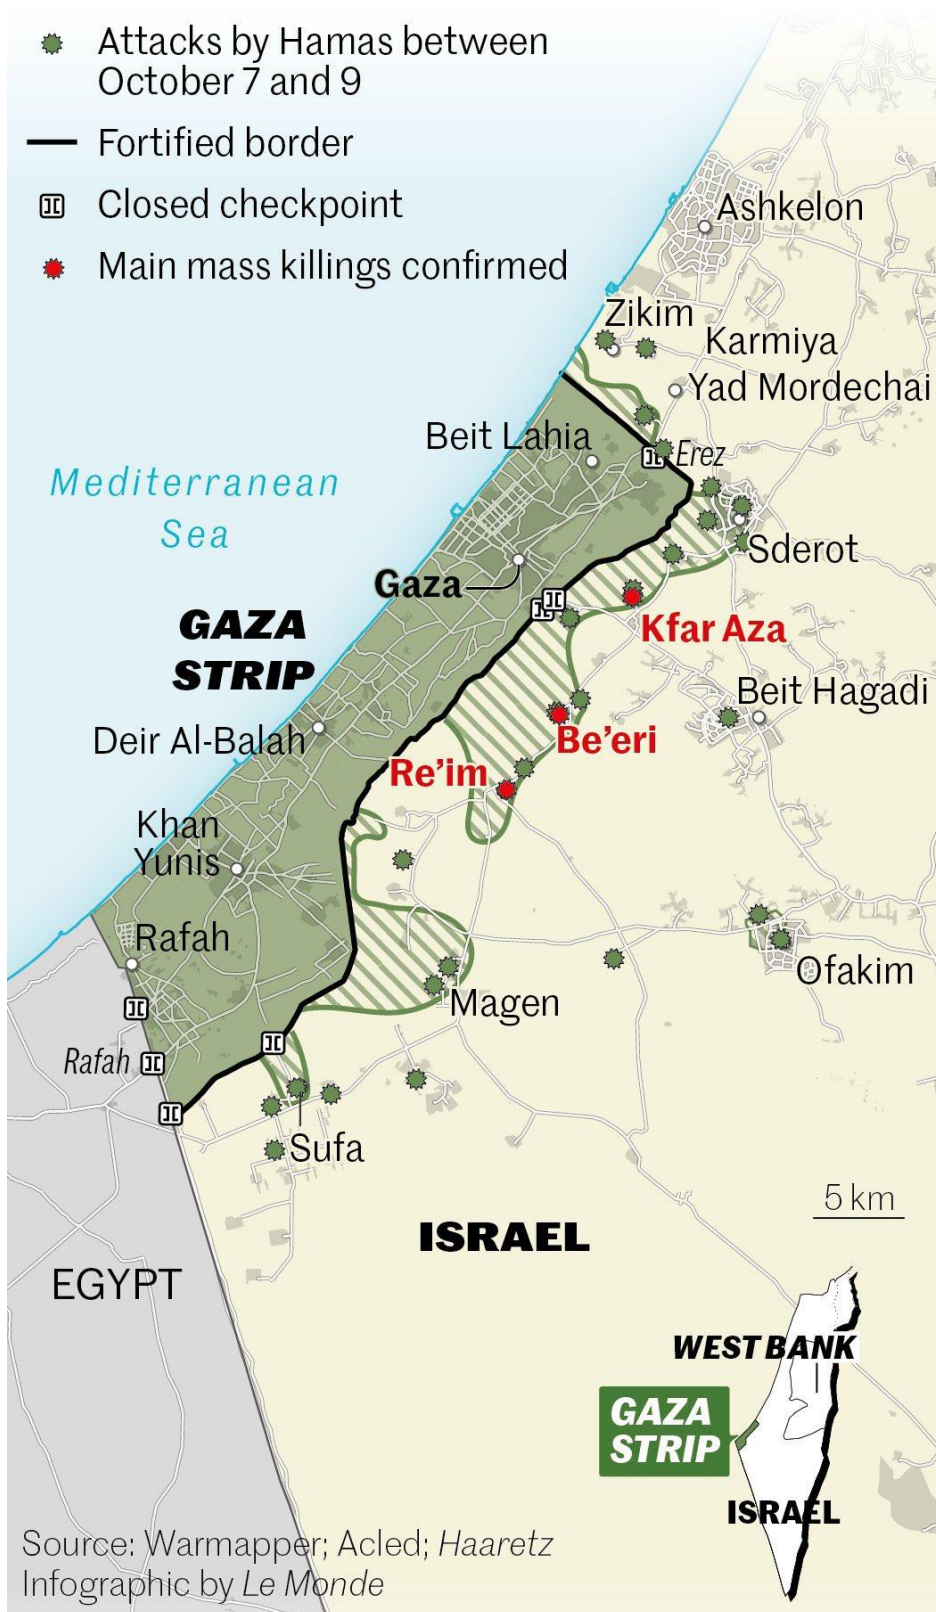 Attacks by Hamas between
October 7 and 9
Fortified border
Closed checkpoint
Main mass killings confirmed
Ashkelon
Zikim
Karmiya
Yad Mordechai
Beit Lahia
Erez
Mediterranean
Sea
Sderot
Gaza
GAZA
STRIP
Kfar Aza
Beit Hagadi
Deir Al-Balah
Be’eri
Re’im
Khan
Yunis
Rafah
Ofakim
Magen
Rafah
Sufa
5 km
ISRAEL
EGYPT
WEST BANK
GAZA
STRIP
ISRAEL
Source: Warmapper; Acled; Haaretz
Infographic by Le Monde